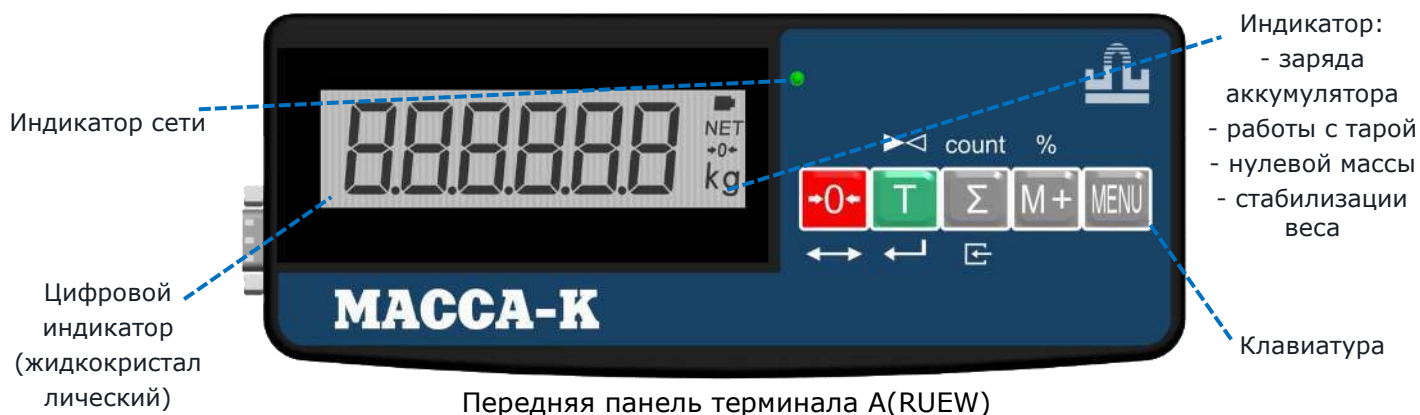 Индикатор сети
Цифровой
индикатор
(жидкокристал
лический)
NET
→0←
kg
МАССА-К
count %
→0← T Σ M+ MENU
Индикатор:
- заряда
аккумулятора
- работы с тарой
- нулевой массы
- стабилизации
веса
Клавиатура
Передняя панель терминала A(RUEW)